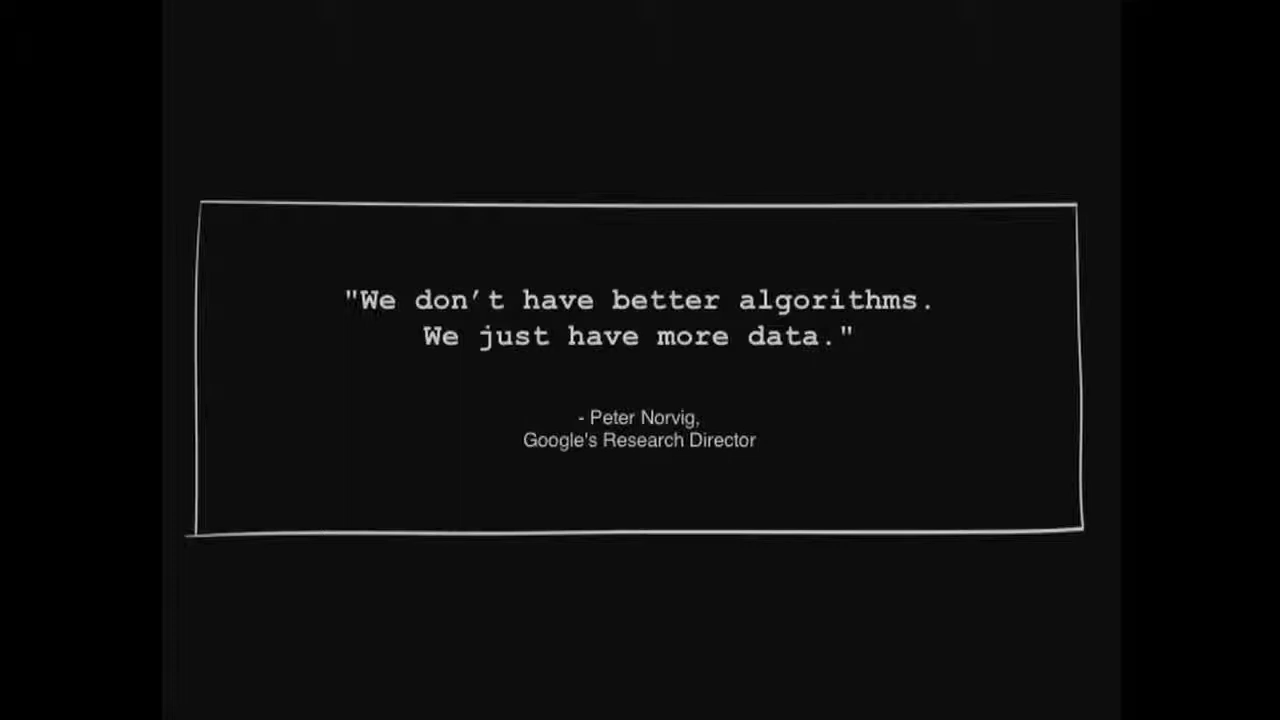 "We don’t have better algorithms.
We just have more data."
- Peter Norvig,
Google's Research Director